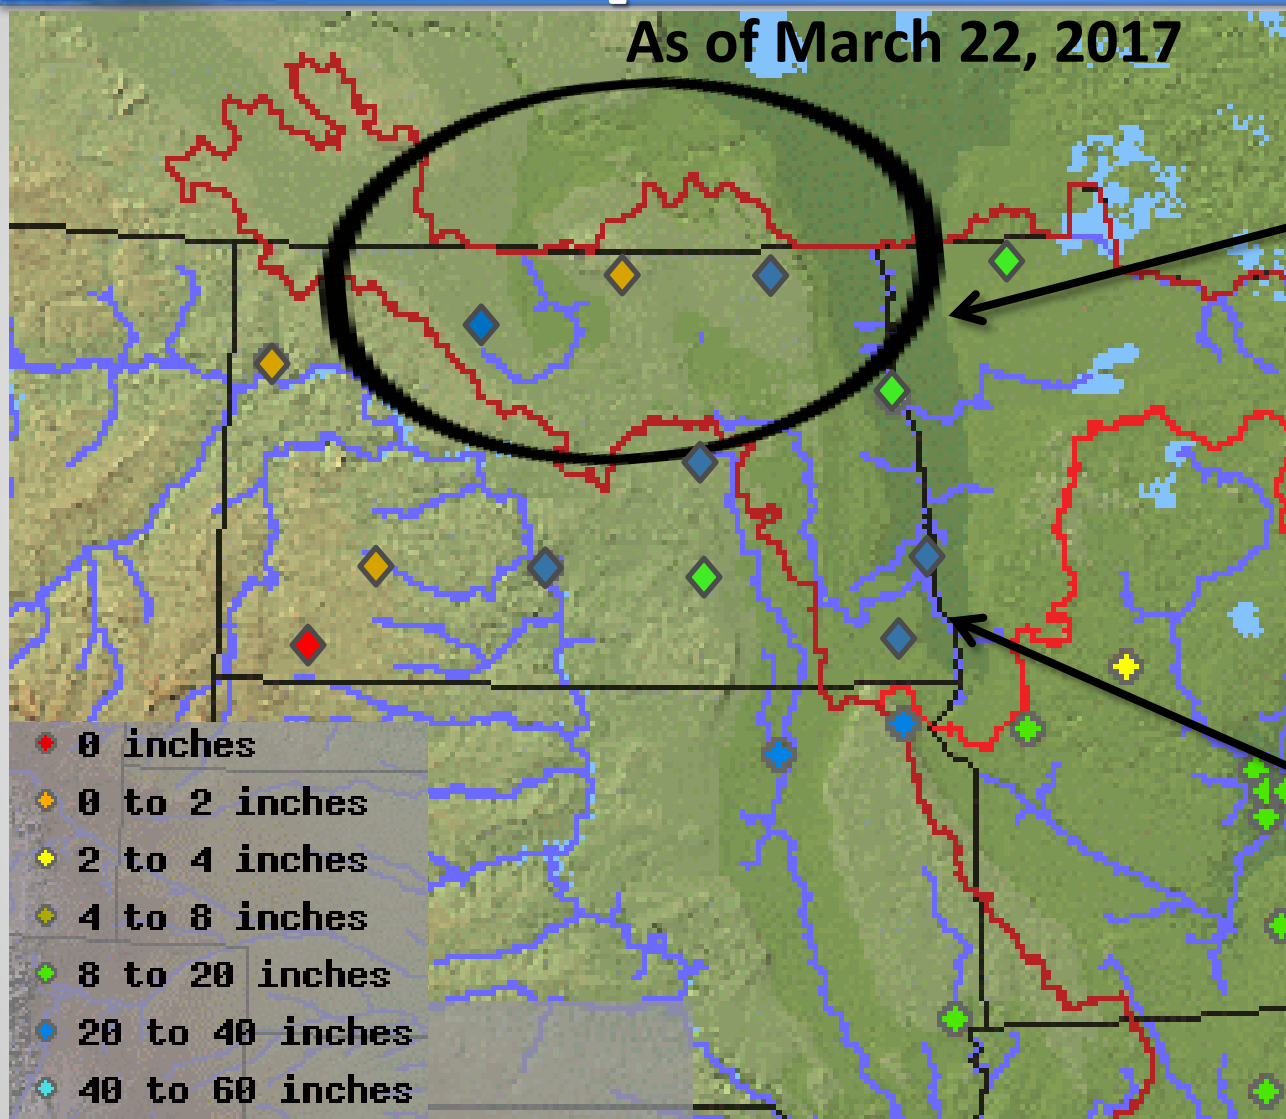 As of March 22, 2017
0 inches
0 to 2 inches
2 to 4 inches
4 to 8 inches
8 to 20 inches
20 to 40 inches
40 to 60 inches